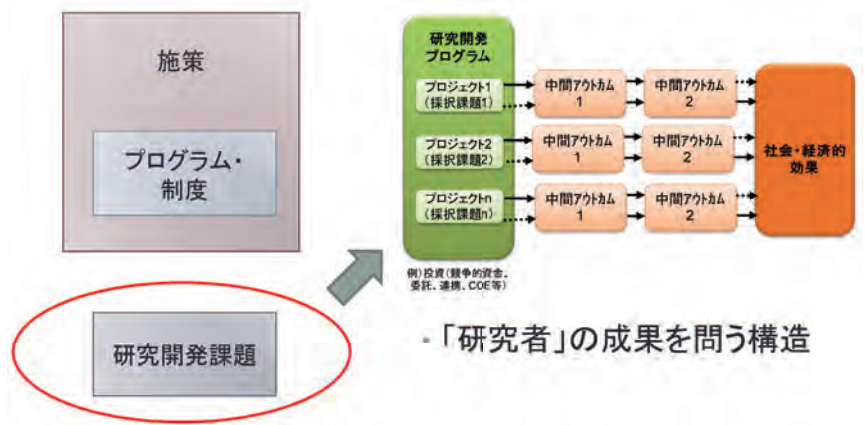 施策
プログラム・
制度
研究開発課題
研究開発
プログラム
プロジェクト1
(採択課題1)
中間アウトカム
1
中間アウトカム
2
プロジェクト2
(採択課題2)
中間アウトカム
1
中間アウトカム
2
プロジェクトn
(採択課題n)
中間アウトカム
1
中間アウトカム
2
社会・経済的
効果
例)投資(競争的資金、
委託、連携、COE等)
・「研究者」の成果を問う構造